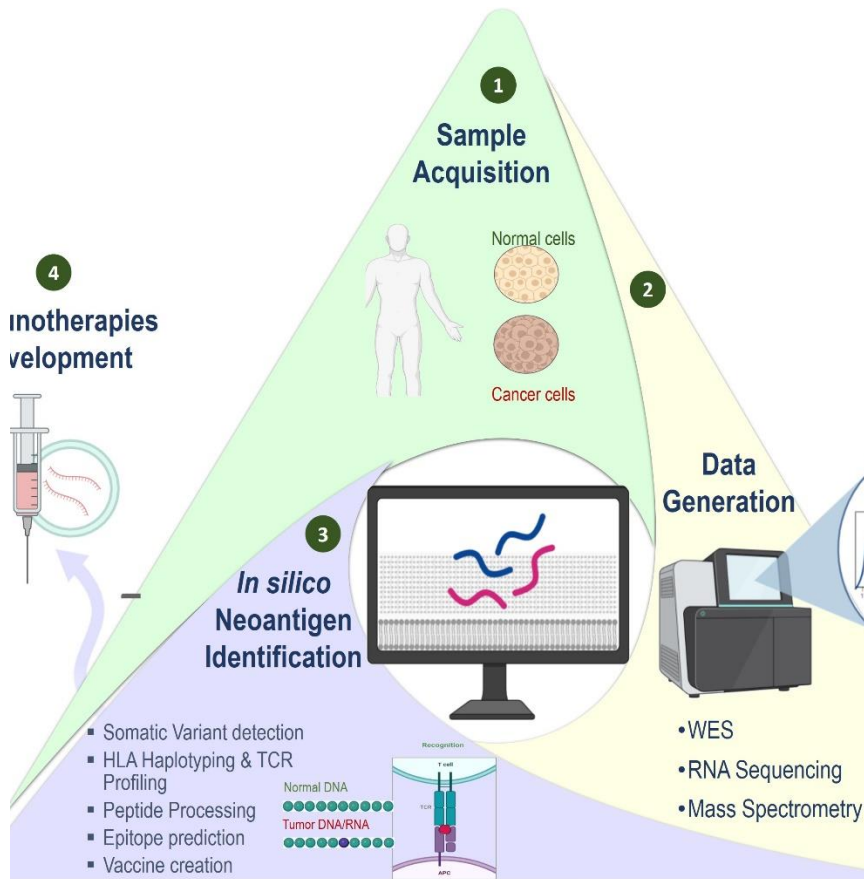 1
Sample
Acquisition
Normal cells
Cancer cells
2
Data
Generation
•WES
•RNA Sequencing
•Mass Spectrometry
3
In silico
Neoantigen
Identification
▪ Somatic Variant detection
▪ HLA Haplotyping & TCR
Profiling
▪ Peptide Processing
▪ Epitope prediction
▪ Vaccine creation
Normal DNA
Tumor DNA/RNA
Recognition
T cell
TCR
APC
4
unotherapies
velopment